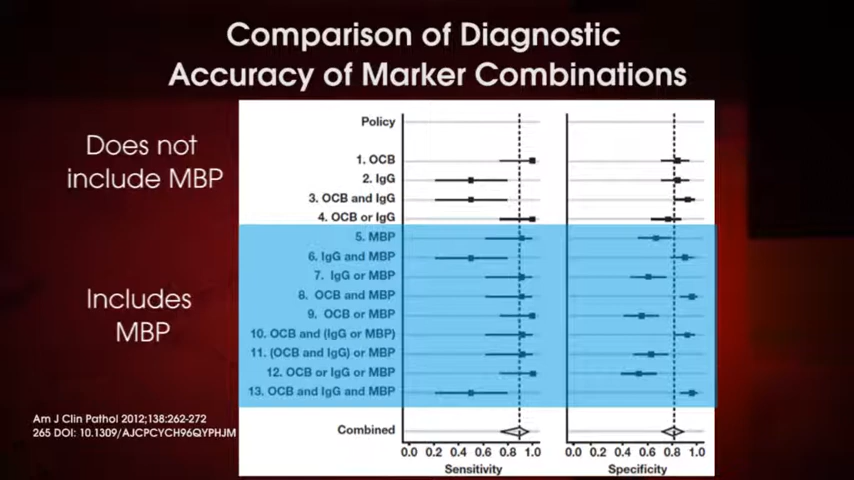 Comparison of Diagnostic
Accuracy of Marker Combinations
Does not
include MBP
Includes
MBP
Policy
1. OCB
2. IgG
3. OCB and IgG
4. OCB or IgG
5. MBP
6. IgG and MBP
7. IgG or MBP
8. OCB and MBP
9. OCB or MBP
10. OCB and (IgG or MBP)
11. (OCB and IgG) or MBP
12. OCB or IgG or MBP
13. OCB and IgG and MBP
Combined
0.0 0.2 0.4 0.6 0.8 1.0
Sensitivity
0.0 0.2 0.4 0.6 0.8 1.0
Specificity
Am J Clin Pathol 2012;138:262-272
265 DOI: 10.1309/AJCPCYCH96QYPHJM